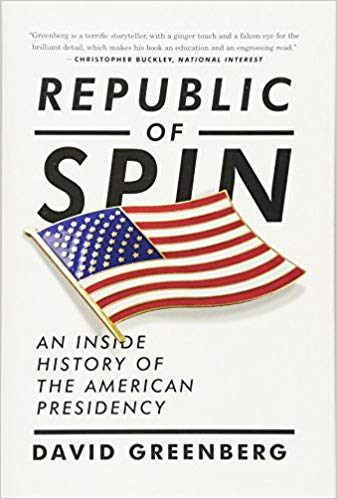 "Greenberg is a terrific storyteller, with a ginger touch and a falcon eye for the
brilliant detail, which makes his book an education and an engrossing read."
— CHRISTOPHER BUCKLEY, NATIONAL INTEREST
REPUBLIC
OF
SPIN
AN INSIDE
HISTORY OF
THE AMERICAN
PRESIDENCY
DAVID GREENBERG